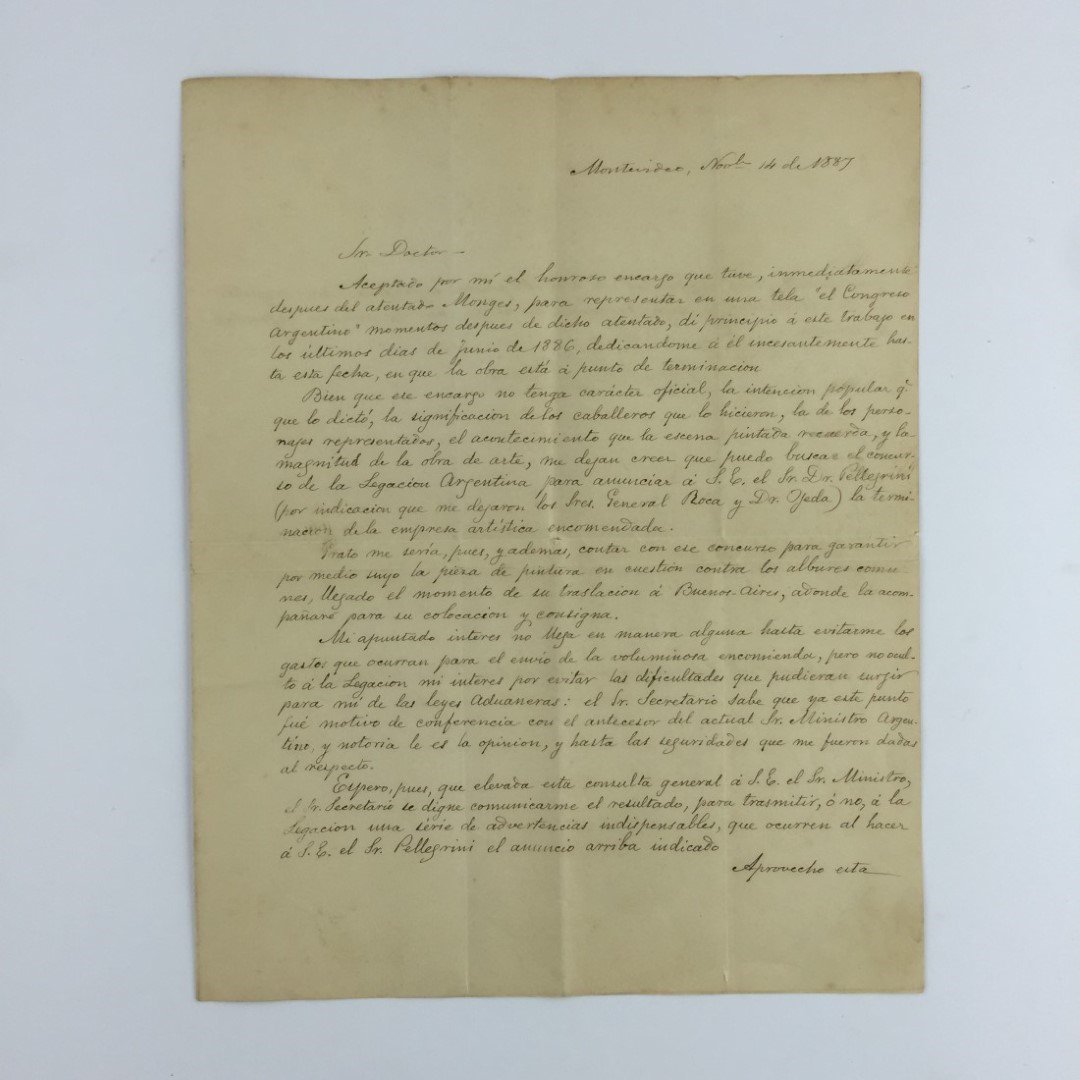 Montevideo, Novb. 14 de 1887
Sr. Doctor—
Aceptado por mí el honroso encargo que tuve, inmediatamente
despues del atentado Monges, para representar en una tela "el Congreso
Argentino" momentos despues de dicho atentado, dí principio á este trabajo en
los últimos dias de junio de 1886, dedicandome á él incesantemente has-
ta esta fecha, en que la obra está á punto de terminacion
Bien que ese encargo no tenga carácter oficial, la intencion popular q.
que lo dictó, la significacion de los caballeros que lo hicieron, la de los perso-
najes representados, el acontecimiento que la escena pintada recuerda, y la
magnitud de la obra de arte, me dejan creer que puedo buscar el concur-
so de la Legacion Argentina para anunciar á S. E. el Sr. Dr. Pellegrini
(por indicacion que me dejaron los Sres. General Roca y Dr. Ojeda) la termi-
nacion de la empresa artística encomendada.
Grato me sería, pues, y ademas, contar con ese concurso para garantir
por medio suyo la pieza de pintura en cuestión contra los albures comu-
nes, llegado el momento de su traslacion á Buenos-Aires, adonde la acom-
pañaré para su colocacion y consigna.
Mi apuntado interes no llega en manera alguna hasta evitarme los
gastos que ocurran para el envío de la voluminosa encomienda, pero no ocul-
to á la Legacion mi interes por evitar las dificultades que pudieran surgir
para mí de las leyes Aduaneras: el Sr. Secretario sabe que ya este punto
fué motivo de conferencia con el antecesor del actual Sr. Ministro Argen-
tino, y notoria le es la opinion, y hasta las seguridades que me fueron dadas
al respecto.
Espero, pues, que elevada esta consulta general á S. E. el Sr. Ministro,
el Sr. Secretario se digne comunicarme el resultado, para trasmitir, ó no, á la
Legacion una série de advertencias indispensables, que ocurren al hacer
á S. E. el Sr. Pellegrini el anuncio arriba indicado
Aprovecho esta